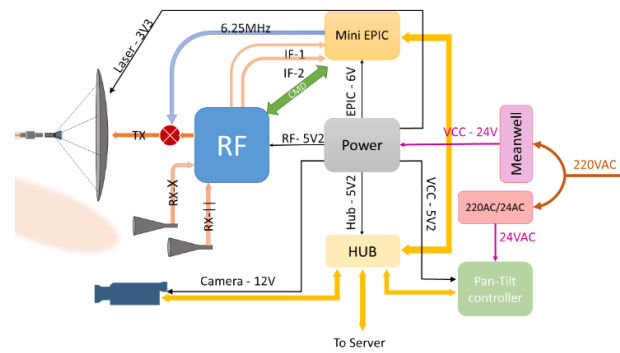 Laser - 3V3
6.25MHz
Mini EPIC
IF-1
IF-2
CMD
EPIC - 6V
TX
RF
RF- 5V2
Power
VCC - 24V
Meanwell
220VAC
RX-X
RX-||
Hub - 5V2
VCC - 5V2
220AC/24AC
24VAC
HUB
Camera - 12V
Pan-Tilt
controller
To Server